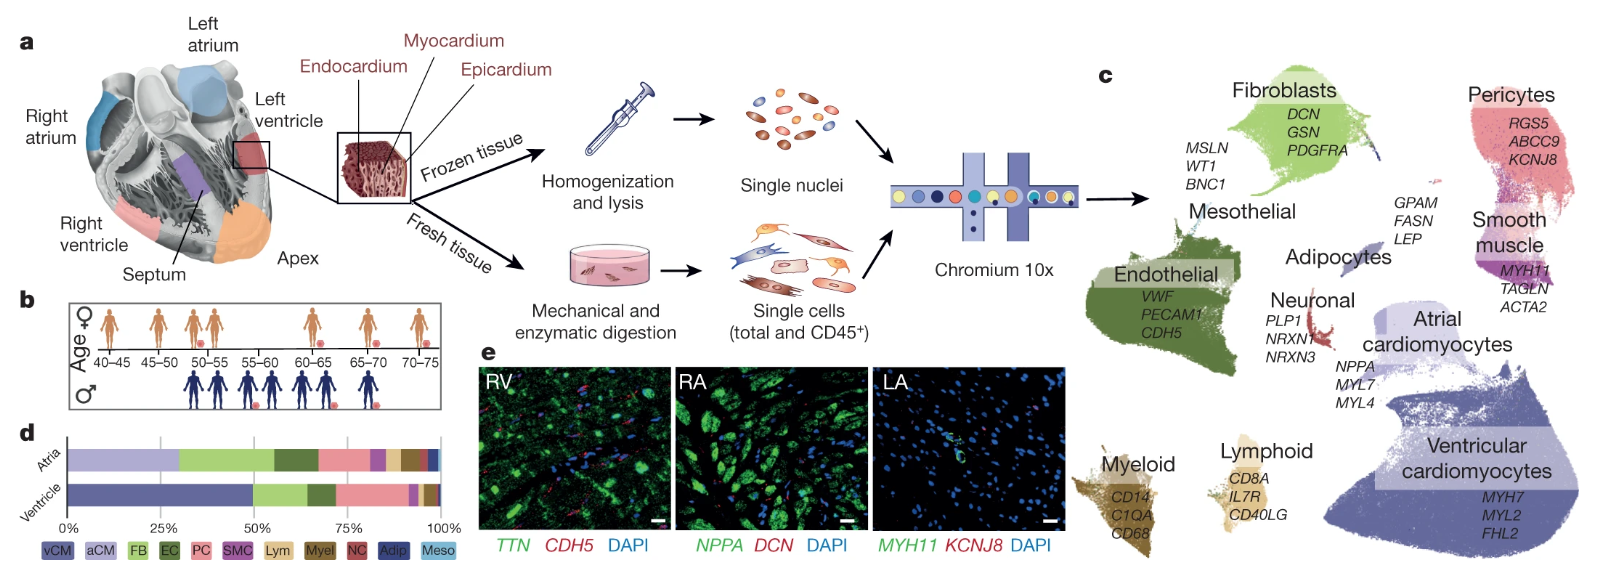 a
Left
atrium
Right
atrium
Left
ventricle
Right
ventricle
Septum
Apex
Endocardium
Myocardium
Epicardium
Frozen tissue
Fresh tissue
Homogenization
and lysis
Single nuclei
Mechanical and
enzymatic digestion
Single cells
(total and CD45+)
Chromium 10x
b
Age
♀
♂
40–45 45–50 50–55 55–60 60–65 65–70 70–75
c
Fibroblasts
DCN
GSN
PDGFRA
Pericytes
RGS5
ABCC9
KCNJ8
MSLN
WT1
BNC1
Mesothelial
GPAM
FASN
LEP
Adipocytes
Smooth
muscle
MYH11
TAGLN
ACTA2
Endothelial
VWF
PECAM1
CDH5
Neuronal
PLP1
NRXN1
NRXN3
Atrial
cardiomyocytes
NPPA
MYL7
MYL4
Ventricular
cardiomyocytes
MYH7
MYL2
FHL2
Myeloid
CD14
C1QA
CD68
Lymphoid
CD8A
IL7R
CD40LG
d
Atria
Ventricle
0% 25% 50% 75% 100%
vCM aCM FB EC PC SMC Lym Myel NC Adip Meso
e
RV
RA
LA
TTN CDH5 DAPI
NPPA DCN DAPI
MYH11 KCNJ8 DAPI